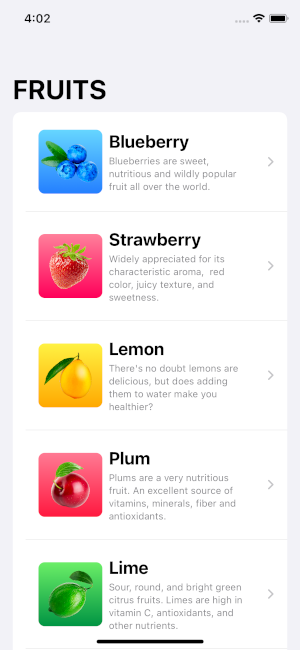 4:02
FRUITS
Blueberry
Blueberries are sweet,
nutritious and wildly popular
fruit all over the world.
Strawberry
Widely appreciated for its
characteristic aroma,  red
color, juicy texture, and
sweetness.
Lemon
There's no doubt lemons are
delicious, but does adding
them to water make you
healthier?
Plum
Plums are a very nutritious
fruit. An excellent source of
vitamins, minerals, fiber and
antioxidants.
Lime
Sour, round, and bright green
citrus fruits. Limes are high in
vitamin C, antioxidants, and
other nutrients.